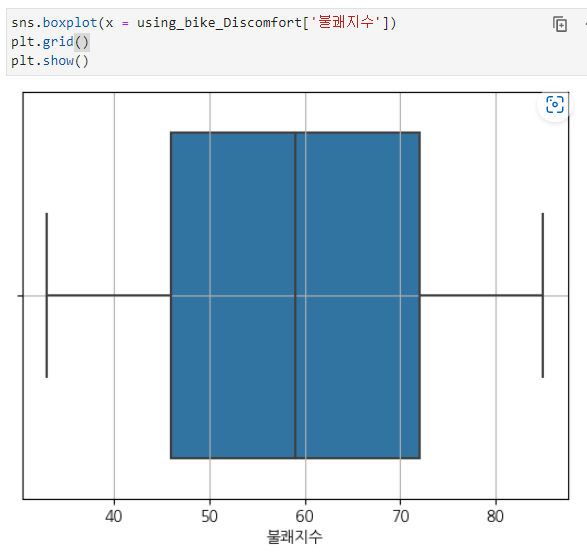 sns.boxplot(x = using_bike_Discomfort['불쾌지수'])
plt.grid()
plt.show()
40 50 60 70 80
불쾌지수